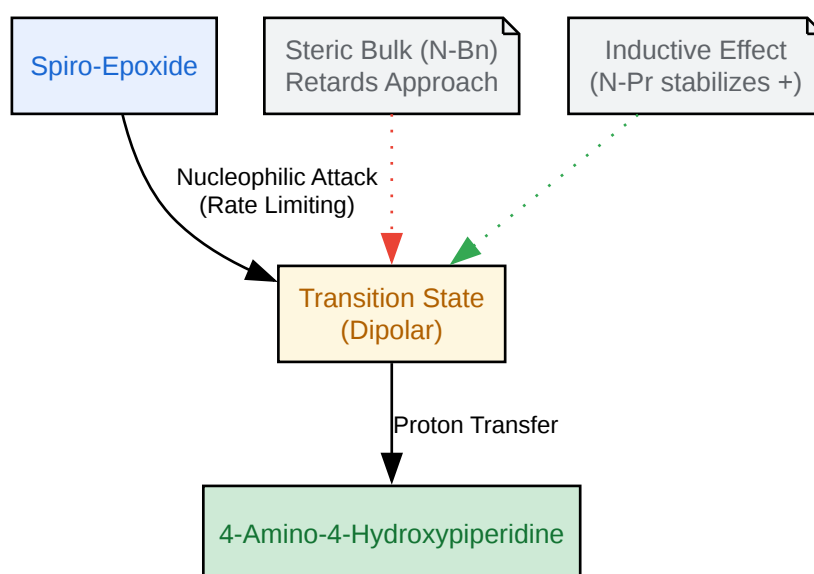 Spiro-Epoxide
Steric Bulk (N-Bn)
Retards Approach
Inductive Effect
(N-Pr stabilizes +)
Nucleophilic Attack
(Rate Limiting)
Transition State
(Dipolar)
Proton Transfer
4-Amino-4-Hydroxypiperidine